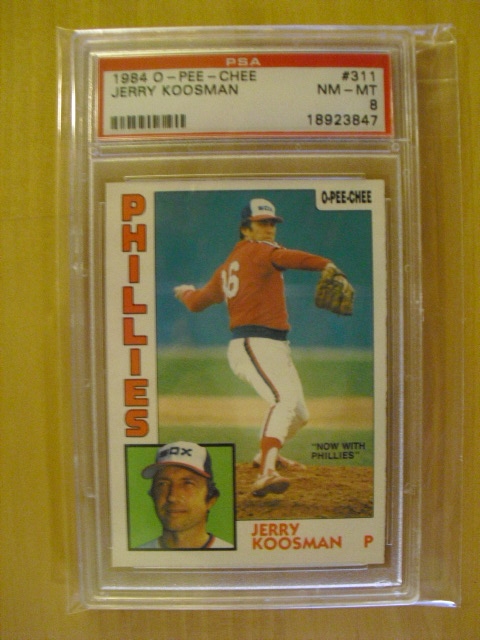 PSA
1984 O-PEE-CHEE #311
JERRY KOOSMAN NM-MT
8
18923847
O-PEE-CHEE
PHILLIES
SOX
36
"NOW WITH
PHILLIES"
SOX
JERRY
KOOSMAN P